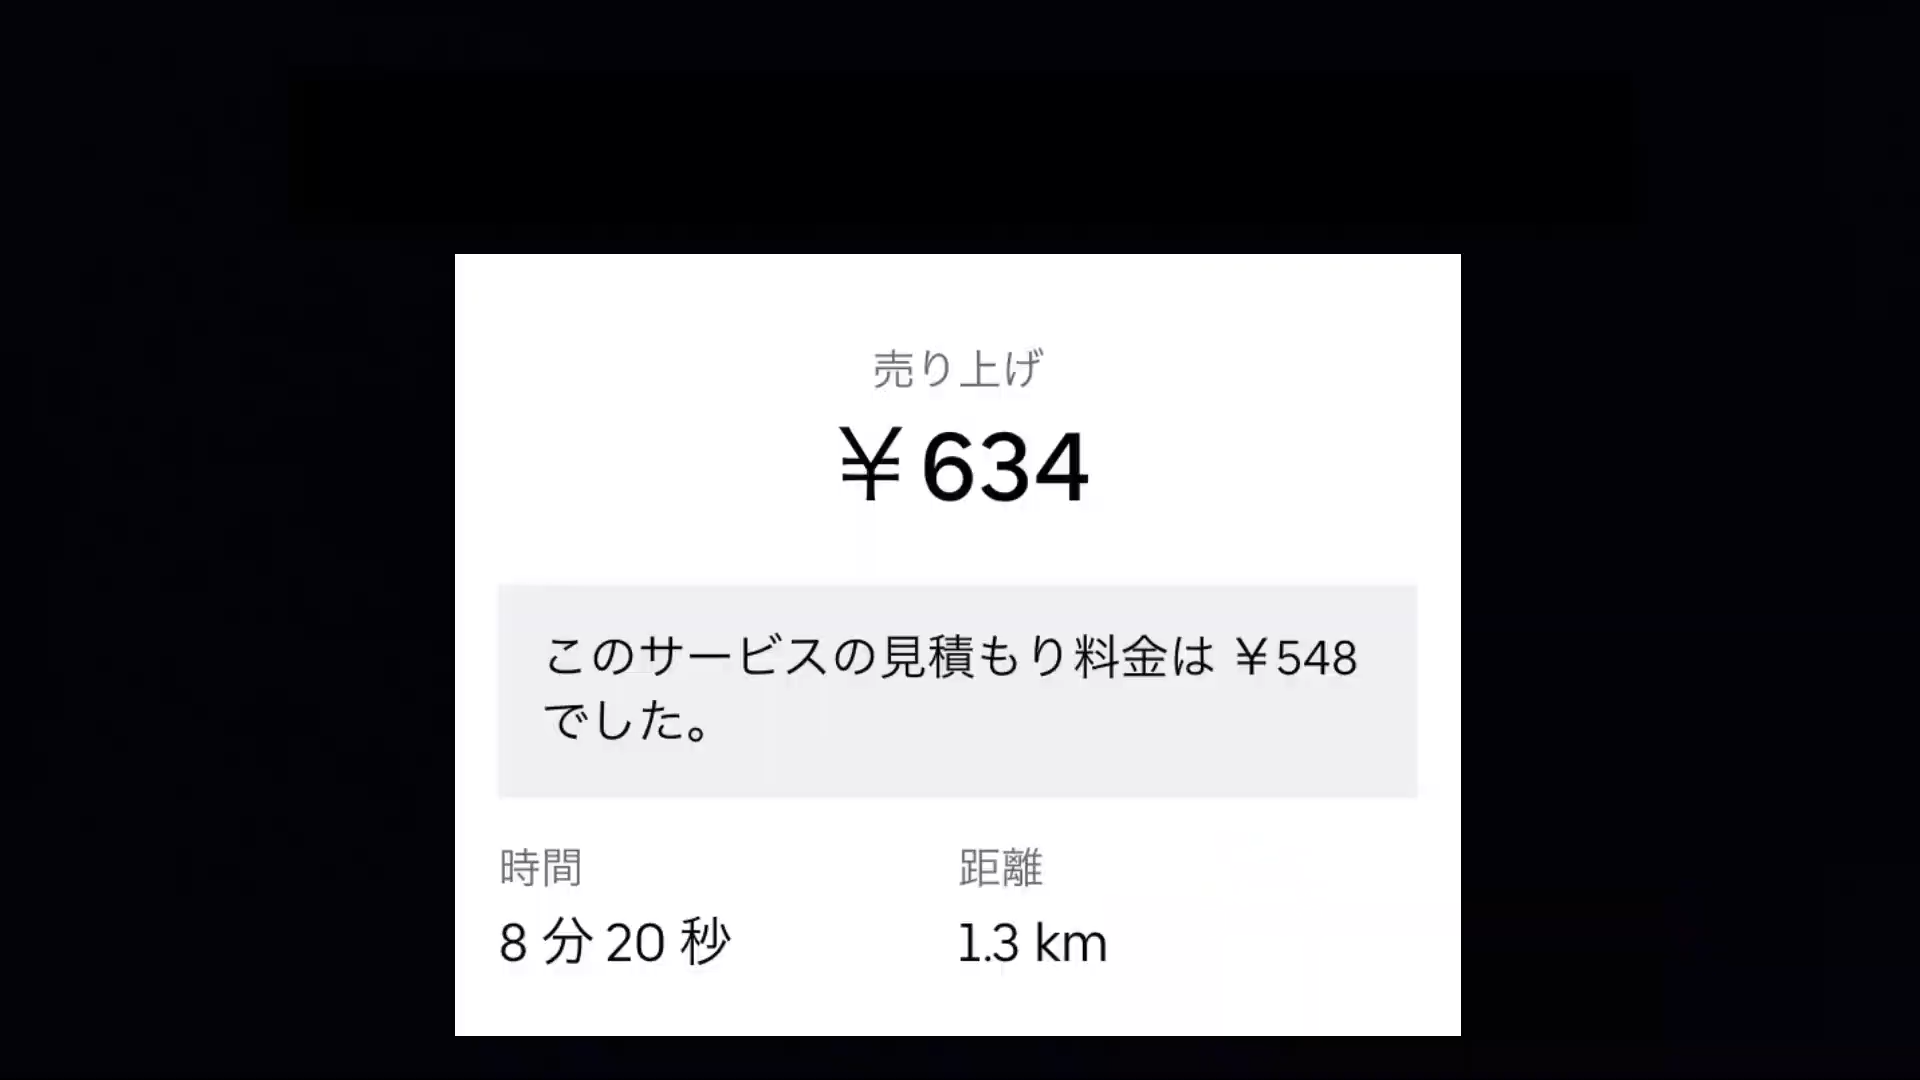 売り上げ
￥634
このサービスの見積もり料金は ￥548
でした。
時間
距離
8 分 20 秒
1.3 km